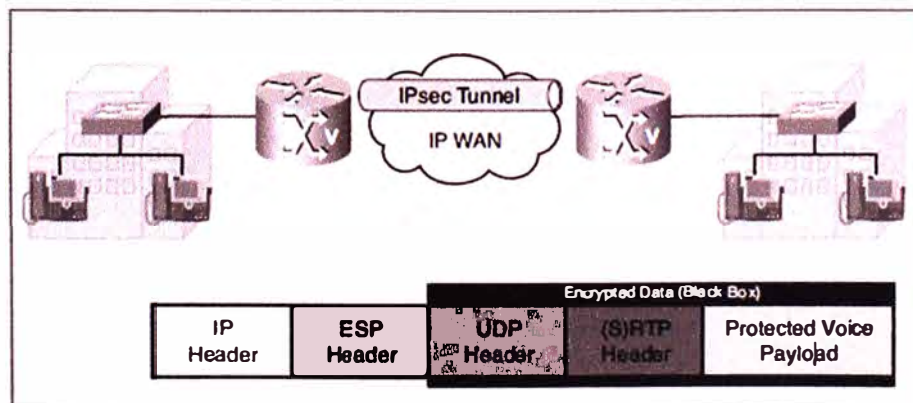 IPsec Tunnel
IP WAN
V
V
Encrypted Data (Black Box)
IP Header
ESP Header
UDP Header
(S)RTP Header
Protected Voice Payload